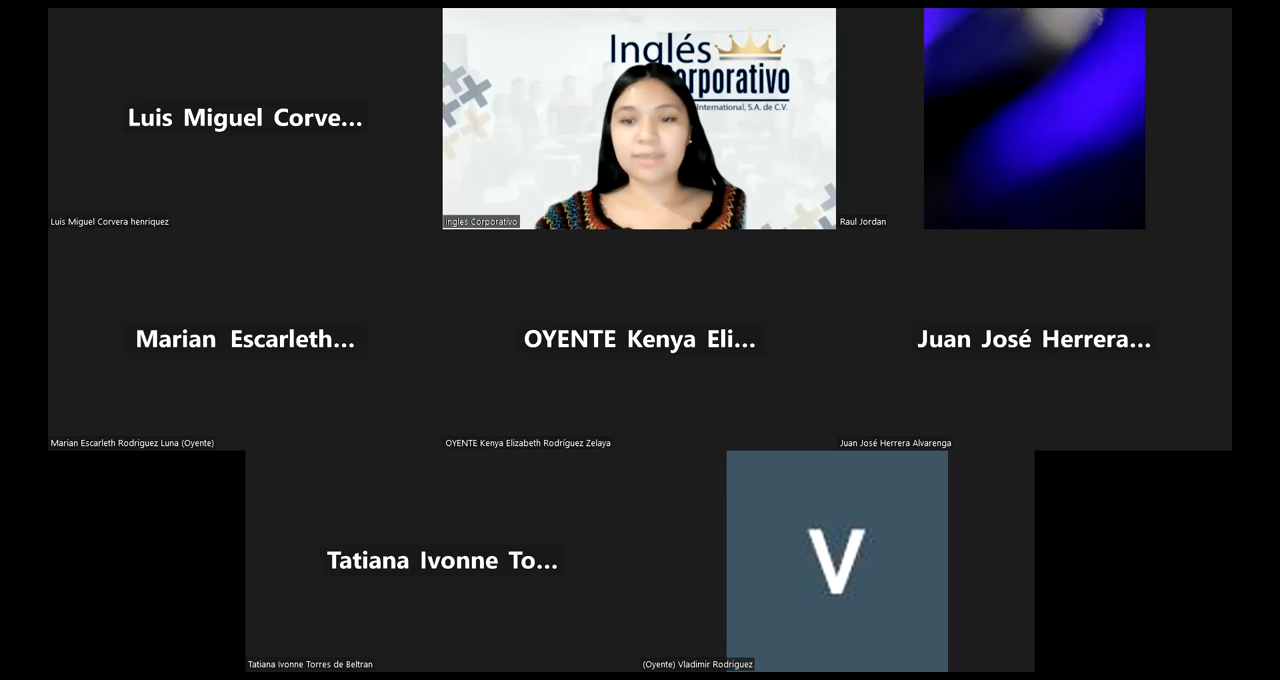 Luis Miguel Corve...
Luis Miguel Corvera henriquez
Inglés
orporativo
International, S.A. de C.V.
Ingles Corporativo
Raul Jordan
Marian Escarleth...
Marian Escarleth Rodriguez Luna (Oyente)
OYENTE Kenya Eli...
OYENTE Kenya Elizabeth Rodríguez Zelaya
Juan José Herrera...
Juan José Herrera Alvarenga
Tatiana Ivonne To...
Tatiana Ivonne Torres de Beltran
V
(Oyente) Vladimir Rodriguez